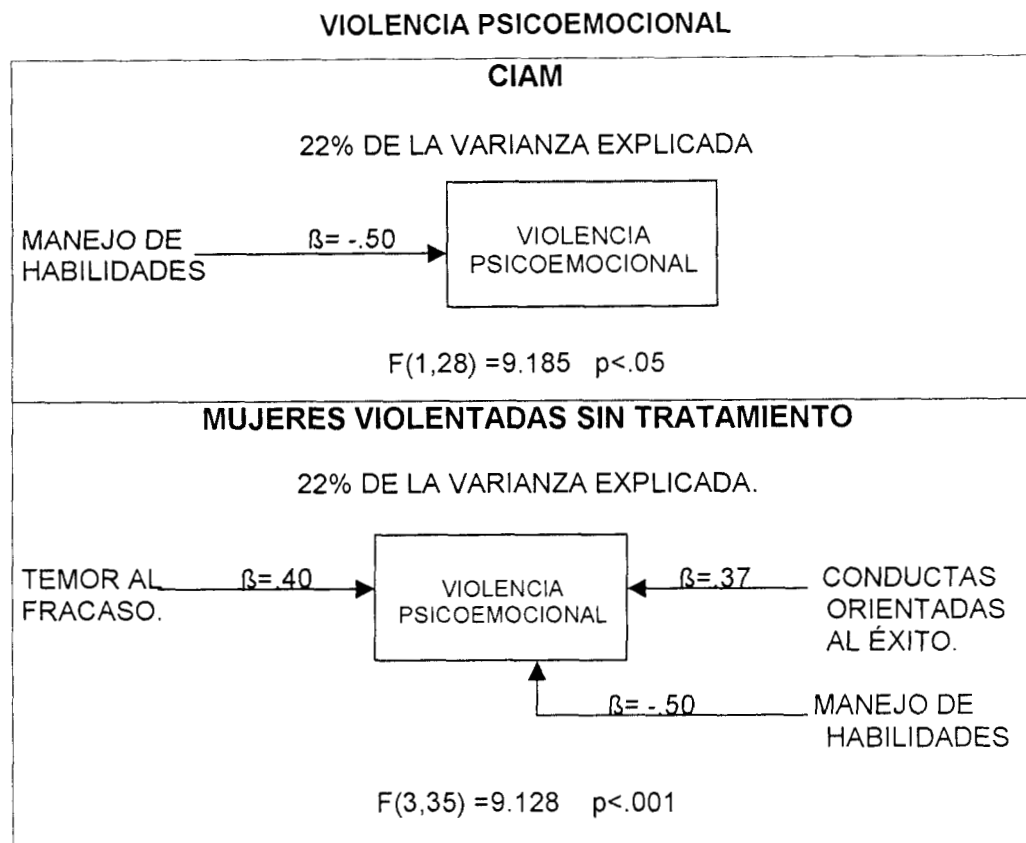 VIOLENCIA PSICOEMOCIONAL
CIAM
22% DE LA VARIANZA EXPLICADA
MANEJO DE
HABILIDADES
ß= -.50
VIOLENCIA
PSICOEMOCIONAL
F(1,28) =9.185 p<.05
MUJERES VIOLENTADAS SIN TRATAMIENTO
22% DE LA VARIANZA EXPLICADA.
TEMOR AL
FRACASO.
ß=.40
VIOLENCIA
PSICOEMOCIONAL
ß=.37
CONDUCTAS
ORIENTADAS
AL ÉXITO.
ß= -.50
MANEJO DE
HABILIDADES
F(3,35) =9.128 p<.001